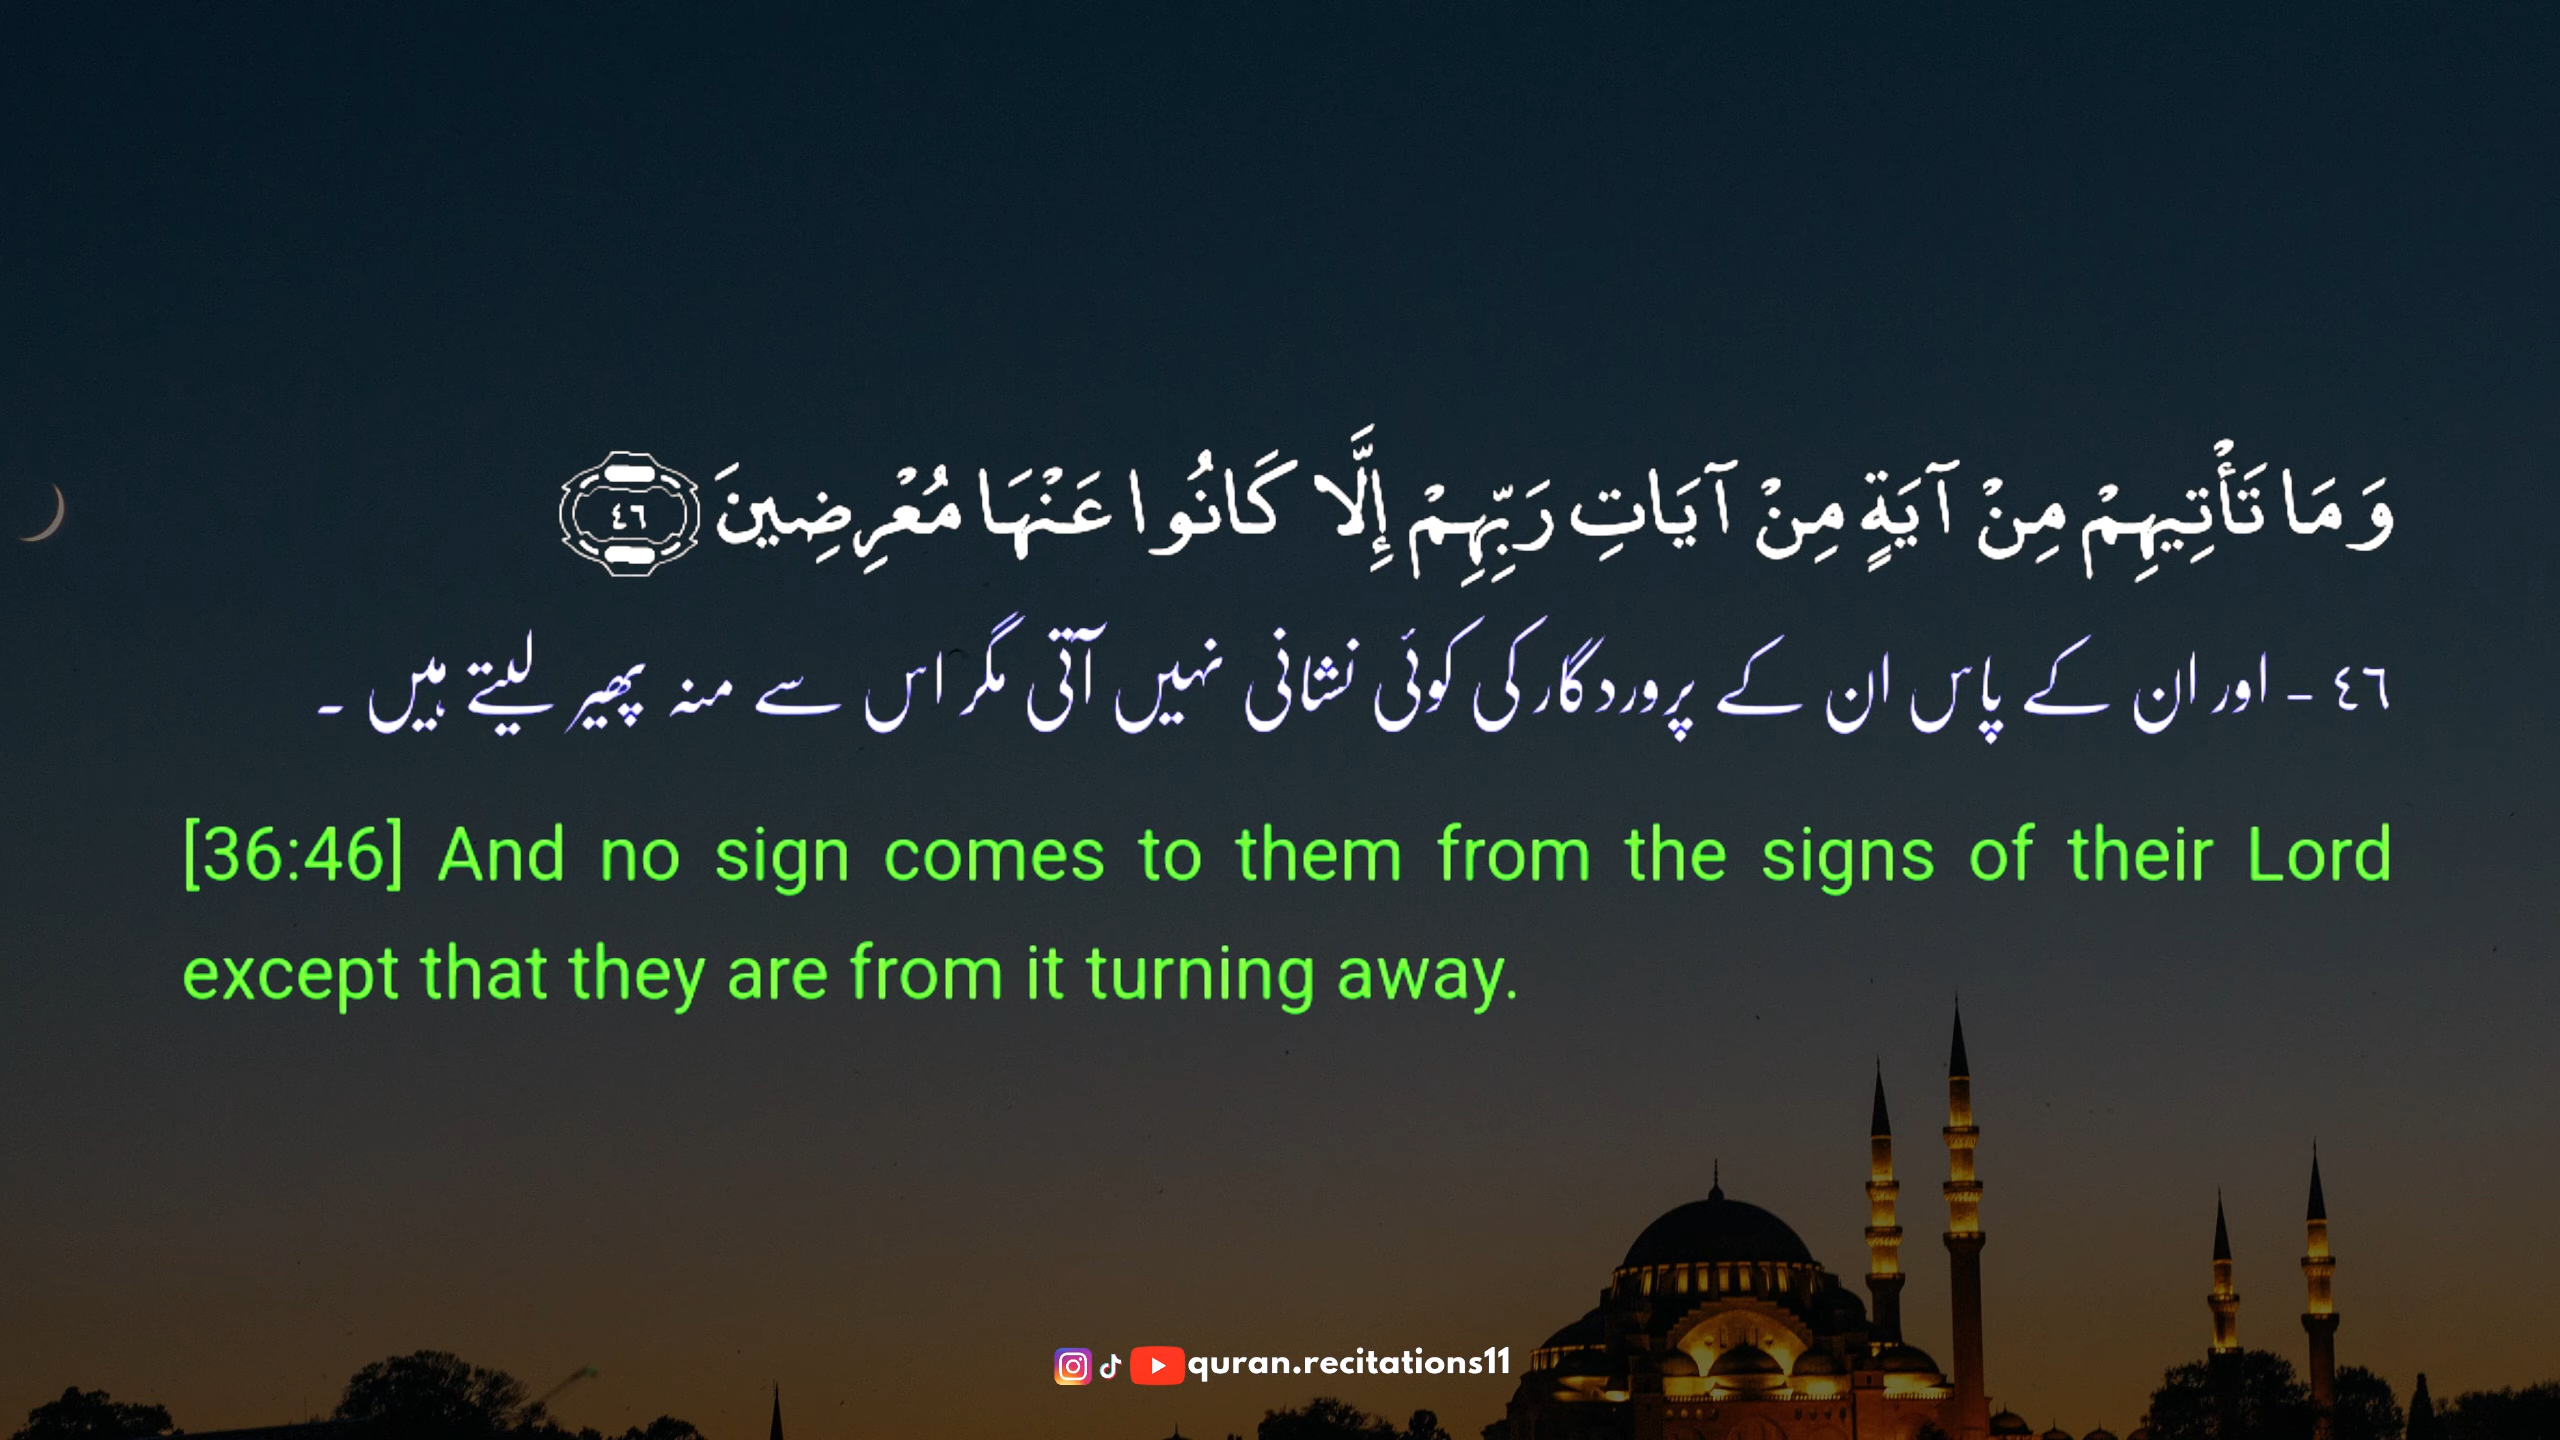 وَمَا تَأْتِيهِمْ مِنْ آيَةٍ مِنْ آيَاتِ رَبِّهِمْ إِلَّا كَانُوا عَنْهَا مُعْرِضِينَ ٤٦
٤٦ - اور ان کے پاس ان کے پروردگار کی کوئی نشانی نہیں آتی مگر اس سے منہ پھیر لیتے ہیں ۔
[36:46] And no sign comes to them from the signs of their Lord
except that they are from it turning away.
quran.recitations11